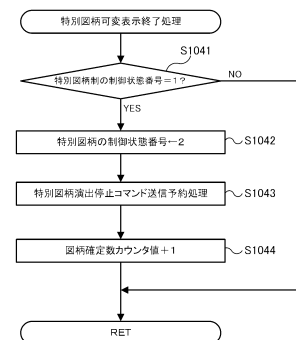 特別図柄可変表示終了処理
S1041
特別図柄制の制御状態番号＝1?
NO
YES
特別図柄の制御状態番号←2
S1042
特別図柄演出停止コマンド送信予約処理
S1043
図柄確定数カウンタ値＋1
S1044
RET